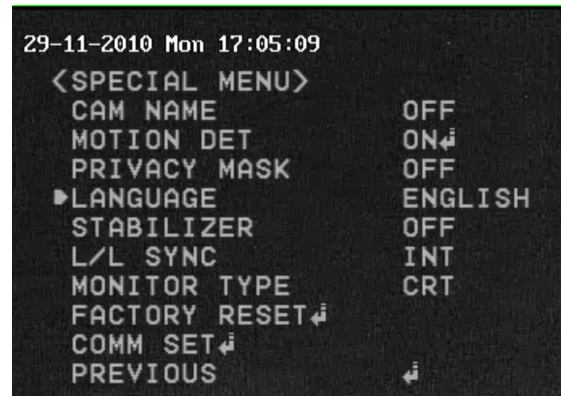 29-11-2010 Mon 17:05:09
<SPECIAL MENU>
CAM NAME OFF
MOTION DET ON↲
PRIVACY MASK OFF
▶LANGUAGE ENGLISH
STABILIZER OFF
L/L SYNC INT
MONITOR TYPE CRT
FACTORY RESET↲
COMM SET↲
PREVIOUS ↲